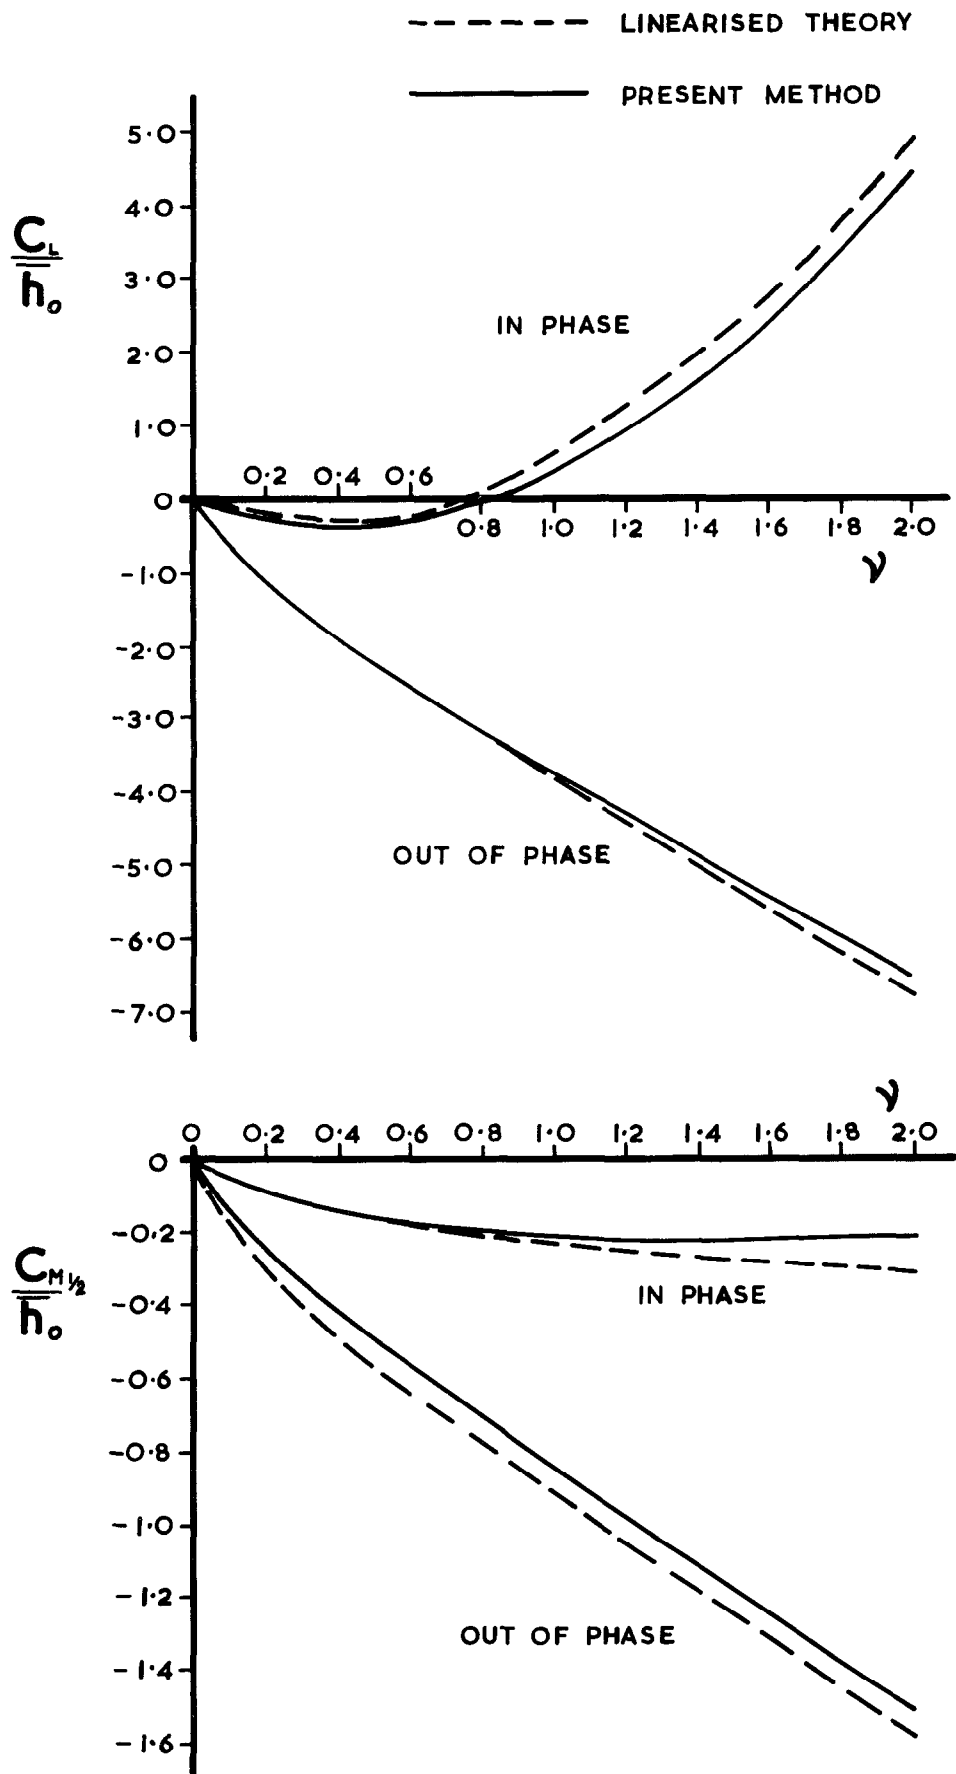 LINEARISED THEORY
PRESENT METHOD
5.0
4.0
C_L
h̄_o
3.0
IN PHASE
2.0
1.0
0.2 0.4 0.6
0
0.8 1.0 1.2 1.4 1.6 1.8 2.0
ν
-1.0
-2.0
-3.0
-4.0
OUT OF PHASE
-5.0
-6.0
-7.0
ν
0 0.2 0.4 0.6 0.8 1.0 1.2 1.4 1.6 1.8 2.0
0
-0.2
C_M½
h̄_o
IN PHASE
-0.4
-0.6
-0.8
-1.0
-1.2
OUT OF PHASE
-1.4
-1.6